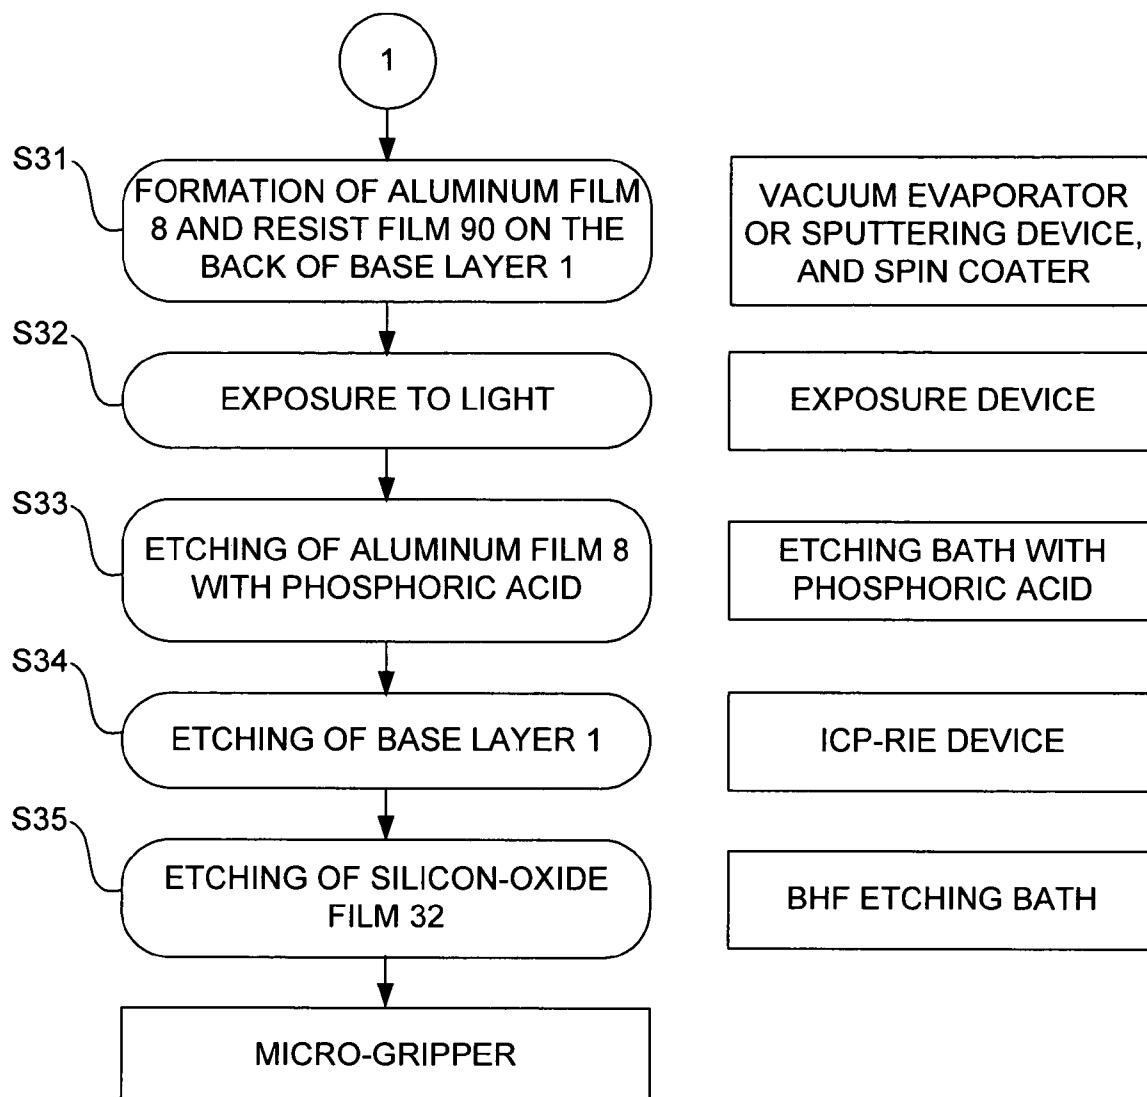 1
S31
FORMATION OF ALUMINUM FILM
8 AND RESIST FILM 90 ON THE
BACK OF BASE LAYER 1
VACUUM EVAPORATOR
OR SPUTTERING DEVICE,
AND SPIN COATER
S32
EXPOSURE TO LIGHT
EXPOSURE DEVICE
S33
ETCHING OF ALUMINUM FILM 8
WITH PHOSPHORIC ACID
ETCHING BATH WITH
PHOSPHORIC ACID
S34
ETCHING OF BASE LAYER 1
ICP-RIE DEVICE
S35
ETCHING OF SILICON-OXIDE
FILM 32
BHF ETCHING BATH
MICRO-GRIPPER